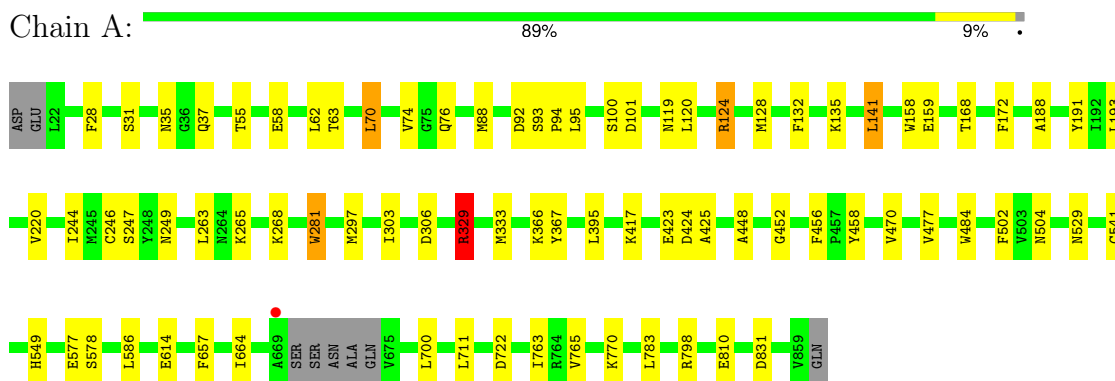 Chain A:
89%
9%
ASP GLU L22 F28 S31 N35 G36 Q37 T55 E58 L62 T63 L70 V74 G75 Q76 M88 D92 S93 P94 L95 S100 D101 N119 L120 R124 M128 F132 K135 L141 W158 E159 T168 F172 A188 Y191 I192 L193
V220 I244 M245 C246 S247 Y248 N249 L263 N264 K265 K268 W281 M297 I303 D306 R329 M333 K366 Y367 L395 K417 E423 D424 A425 A448 G452 F456 P457 Y458 V470 V477 W484 F502 V503 N504 N529 G541
H549 E577 S578 L586 E614 F657 I664 A669 SER SER ASN ALA GLN V675 L700 L711 D722 I763 R764 V765 K770 L783 R798 E810 D831 V859 GLN